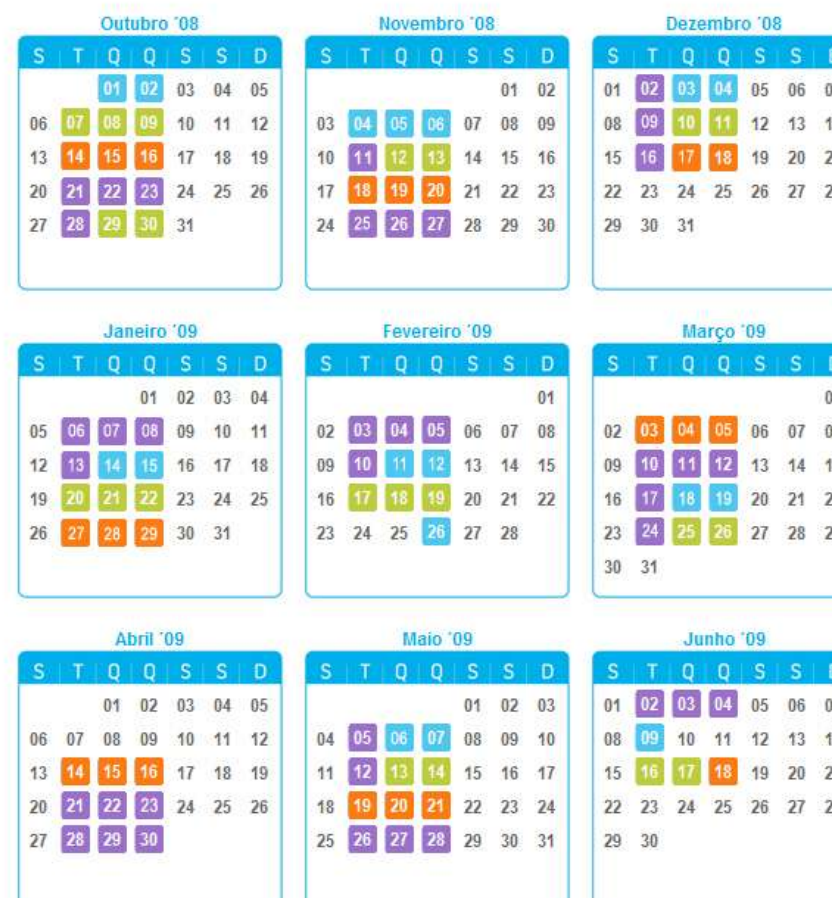 Outubro ´08
S T Q Q S S D
01 02 03 04 05
06 07 08 09 10 11 12
13 14 15 16 17 18 19
20 21 22 23 24 25 26
27 28 29 30 31
Novembro ´08
S T Q Q S S D
01 02
03 04 05 06 07 08 09
10 11 12 13 14 15 16
17 18 19 20 21 22 23
24 25 26 27 28 29 30
Dezembro ´08
S T Q Q S S
01 02 03 04 05 06
08 09 10 11 12 13
15 16 17 18 19 20
22 23 24 25 26 27
29 30 31
Janeiro ´09
S T Q Q S S D
01 02 03 04
05 06 07 08 09 10 11
12 13 14 15 16 17 18
19 20 21 22 23 24 25
26 27 28 29 30 31
Fevereiro ´09
S T Q Q S S D
01
02 03 04 05 06 07 08
09 10 11 12 13 14 15
16 17 18 19 20 21 22
23 24 25 26 27 28
Março ´09
S T Q Q S S
02 03 04 05 06 07
09 10 11 12 13 14
16 17 18 19 20 21
23 24 25 26 27 28
30 31
Abril ´09
S T Q Q S S D
01 02 03 04 05
06 07 08 09 10 11 12
13 14 15 16 17 18 19
20 21 22 23 24 25 26
27 28 29 30
Maio ´09
S T Q Q S S D
01 02 03
04 05 06 07 08 09 10
11 12 13 14 15 16 17
18 19 20 21 22 23 24
25 26 27 28 29 30 31
Junho ´09
S T Q Q S S
01 02 03 04 05 06
08 09 10 11 12 13
15 16 17 18 19 20
22 23 24 25 26 27
29 30